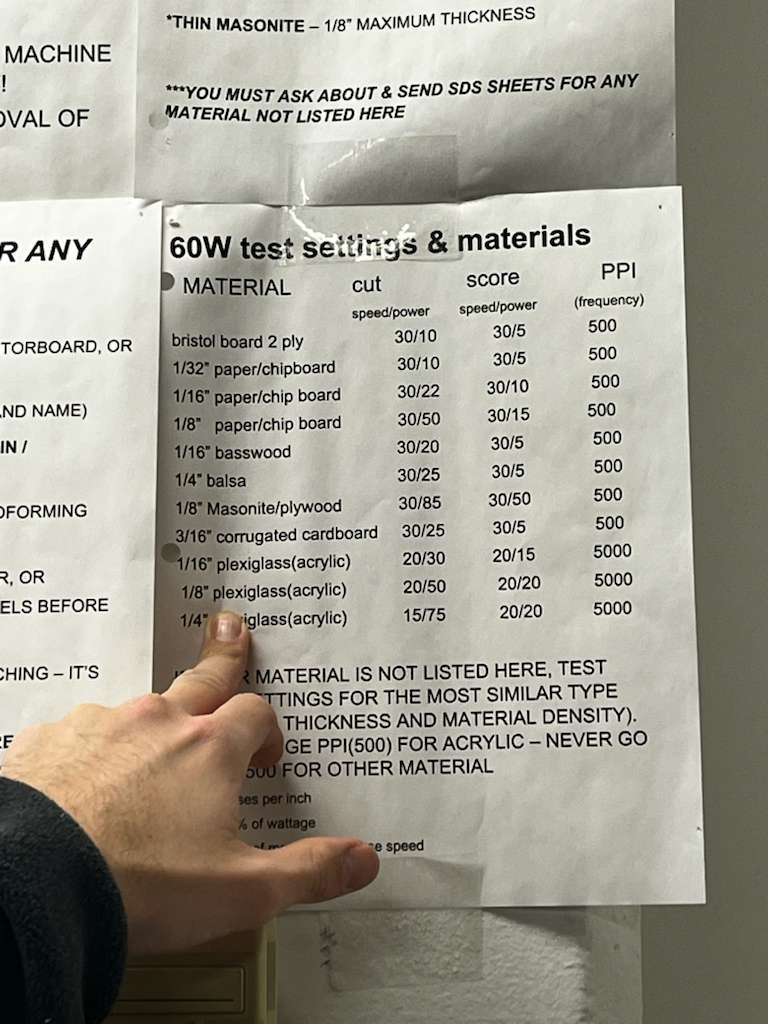 MACHINE
!
OVAL OF
*THIN MASONITE – 1/8" MAXIMUM THICKNESS
***YOU MUST ASK ABOUT & SEND SDS SHEETS FOR ANY
MATERIAL NOT LISTED HERE
R ANY
TORBOARD, OR
AND NAME)
IN /
OFORMING
R, OR
ELS BEFORE
CHING – IT'S
RE
60W test settings & materials
MATERIAL cut score PPI
speed/power speed/power (frequency)
bristol board 2 ply 30/10 30/5 500
1/32" paper/chipboard 30/10 30/5 500
1/16" paper/chip board 30/22 30/10 500
1/8" paper/chip board 30/50 30/15 500
1/16" basswood 30/20 30/5 500
1/4" balsa 30/25 30/5 500
1/8" Masonite/plywood 30/85 30/50 500
3/16" corrugated cardboard 30/25 30/5 500
1/16" plexiglass(acrylic) 20/30 20/15 5000
1/8" plexiglass(acrylic) 20/50 20/20 5000
1/4" iglass(acrylic) 15/75 20/20 5000
R MATERIAL IS NOT LISTED HERE, TEST
TTINGS FOR THE MOST SIMILAR TYPE
THICKNESS AND MATERIAL DENSITY).
GE PPI(500) FOR ACRYLIC – NEVER GO
500 FOR OTHER MATERIAL
ses per inch
% of wattage
se speed